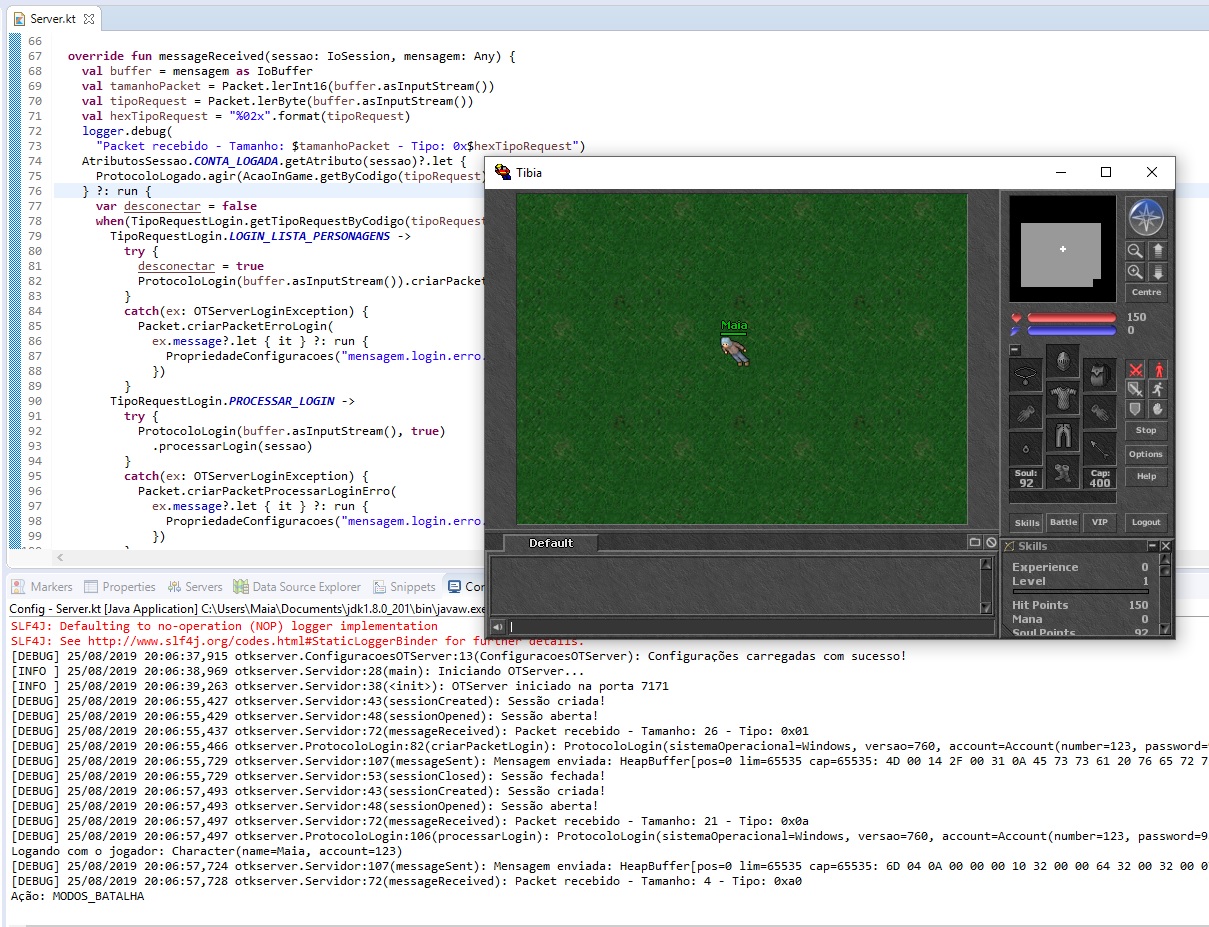 Server.kt
66
67 override fun messageReceived(sessao: IoSession, mensagem: Any) {
68 val buffer = mensagem as IoBuffer
69 val tamanhoPacket = Packet.lerInt16(buffer.asInputStream())
70 val tipoRequest = Packet.lerByte(buffer.asInputStream())
71 val hexTipoRequest = "%02x".format(tipoRequest)
72 logger.debug(
73 "Packet recebido - Tamanho: $tamanhoPacket - Tipo: 0x$hexTipoRequest")
74 AtributosSessao.CONTA_LOGADA.getAtributo(sessao)?.let {
75 ProtocoloLogado.agir(AcaoInGame.getByCodigo(tipoRequest)
76 } ?: run {
77 var desconectar = false
78 when(TipoRequestLogin.getTipoRequestByCodigo(tipoRequest
79 TipoRequestLogin.LOGIN_LISTA_PERSONAGENS ->
80 try {
81 desconectar = true
82 ProtocoloLogin(buffer.asInputStream()).criarPacket
83 }
84 catch(ex: OTServerLoginException) {
85 Packet.criarPacketErroLogin(
86 ex.message?.let { it } ?: run {
87 PropriedadeConfiguracoes("mensagem.login.erro.
88 })
89 }
90 TipoRequestLogin.PROCESSAR_LOGIN ->
91 try {
92 ProtocoloLogin(buffer.asInputStream(), true)
93 .processarLogin(sessao)
94 }
95 catch(ex: OTServerLoginException) {
96 Packet.criarPacketProcessarLoginErro(
97 ex.message?.let { it } ?: run {
98 PropriedadeConfiguracoes("mensagem.login.erro.
99 })
Tibia
Maia
Centre
150
0
Stop
Options
Help
Soul:
92
Cap:
400
Skills
Battle
VIP
Logout
Default
Skills
Experience 0
Level 1
Hit Points 150
Mana 0
Soul Points 92
Markers
Properties
Servers
Data Source Explorer
Snippets
Con
Config - Server.kt [Java Application] C:\Users\Maia\Documents\jdk1.8.0_201\bin\javaw.exe
SLF4J: Defaulting to no-operation (NOP) logger implementation
SLF4J: See http://www.slf4j.org/codes.html#StaticLoggerBinder for further details.
[DEBUG] 25/08/2019 20:06:37,915 otkserver.ConfiguracoesOTServer:13(ConfiguracoesOTServer): Configurações carregadas com sucesso!
[INFO ] 25/08/2019 20:06:38,969 otkserver.Servidor:28(main): Iniciando OTServer...
[INFO ] 25/08/2019 20:06:39,263 otkserver.Servidor:38(<init>): OTServer iniciado na porta 7171
[DEBUG] 25/08/2019 20:06:55,427 otkserver.Servidor:43(sessionCreated): Sessão criada!
[DEBUG] 25/08/2019 20:06:55,429 otkserver.Servidor:48(sessionOpened): Sessão aberta!
[DEBUG] 25/08/2019 20:06:55,437 otkserver.Servidor:72(messageReceived): Packet recebido - Tamanho: 26 - Tipo: 0x01
[DEBUG] 25/08/2019 20:06:55,466 otkserver.ProtocoloLogin:82(criarPacketLogin): ProtocoloLogin(sistemaOperacional=Windows, versao=760, account=Account(number=123, password=
[DEBUG] 25/08/2019 20:06:55,729 otkserver.Servidor:107(messageSent): Mensagem enviada: HeapBuffer[pos=0 lim=65535 cap=65535: 4D 00 14 2F 00 31 0A 45 73 73 61 20 76 65 72 7
[DEBUG] 25/08/2019 20:06:55,729 otkserver.Servidor:53(sessionClosed): Sessão fechada!
[DEBUG] 25/08/2019 20:06:57,493 otkserver.Servidor:43(sessionCreated): Sessão criada!
[DEBUG] 25/08/2019 20:06:57,493 otkserver.Servidor:48(sessionOpened): Sessão aberta!
[DEBUG] 25/08/2019 20:06:57,497 otkserver.Servidor:72(messageReceived): Packet recebido - Tamanho: 21 - Tipo: 0x0a
[DEBUG] 25/08/2019 20:06:57,497 otkserver.ProtocoloLogin:106(processarLogin): ProtocoloLogin(sistemaOperacional=Windows, versao=760, account=Account(number=123, password=9
Logando com o jogador: Character(name=Maia, account=123)
[DEBUG] 25/08/2019 20:06:57,724 otkserver.Servidor:107(messageSent): Mensagem enviada: HeapBuffer[pos=0 lim=65535 cap=65535: 6D 04 0A 00 00 00 10 32 00 00 64 32 00 32 00 0
[DEBUG] 25/08/2019 20:06:57,728 otkserver.Servidor:72(messageReceived): Packet recebido - Tamanho: 4 - Tipo: 0xa0
Ação: MODOS_BATALHA